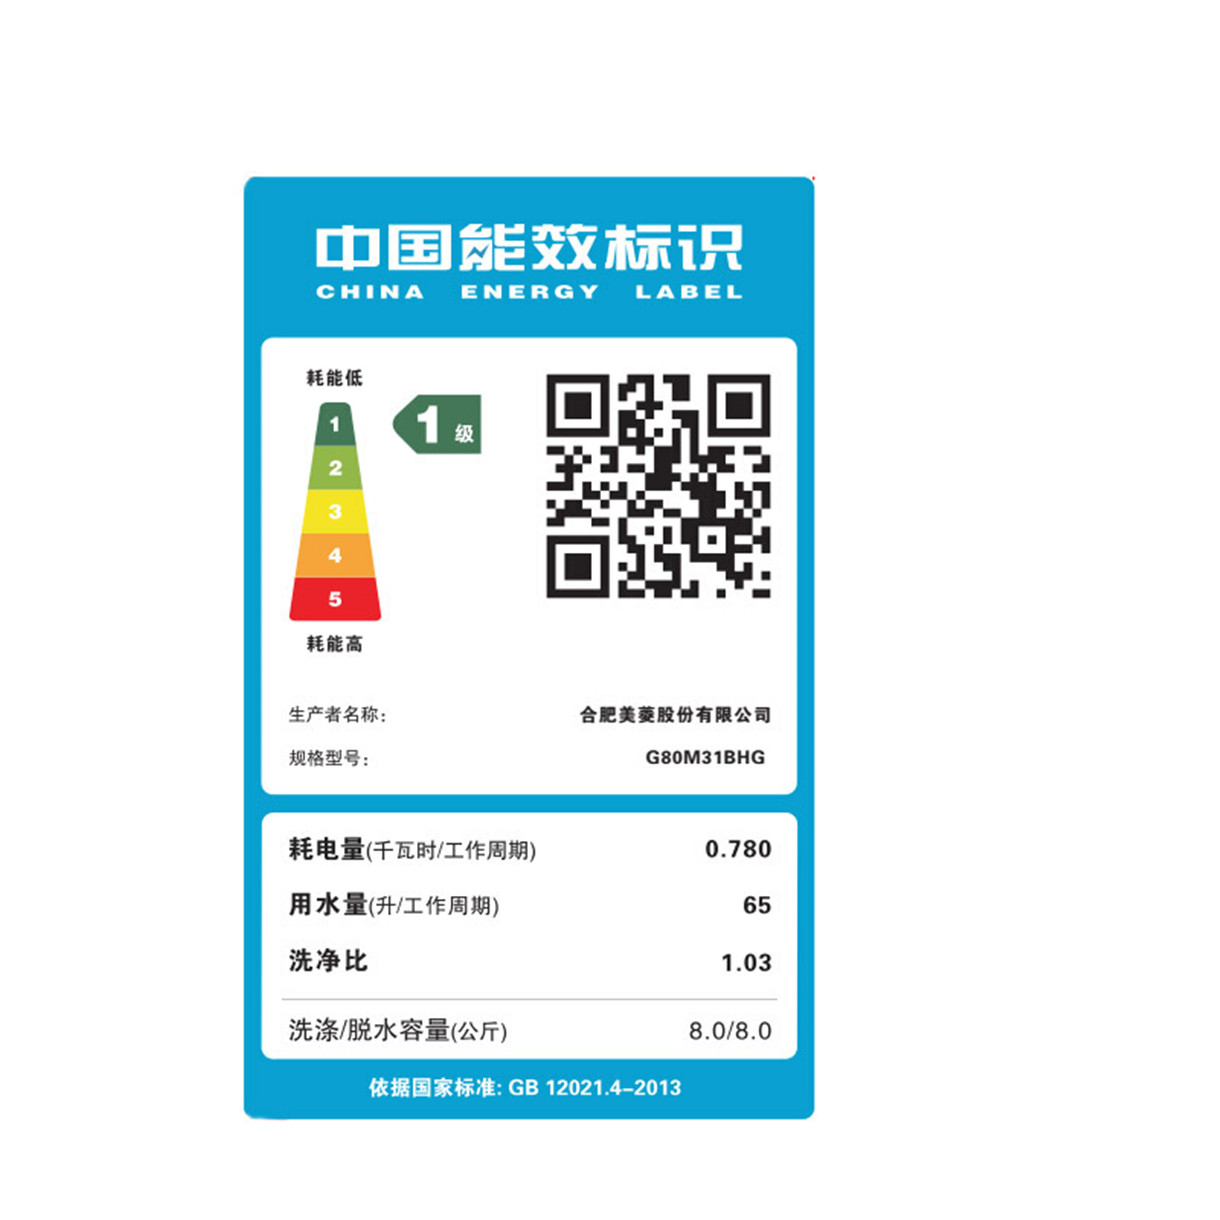 中国能效标识
CHINA ENERGY LABEL
耗能低
1
1级
2
3
4
5
耗能高
生产者名称: 合肥美菱股份有限公司
规格型号: G80M31BHG
耗电量(千瓦时/工作周期) 0.780
用水量(升/工作周期) 65
洗净比 1.03
洗涤/脱水容量(公斤) 8.0/8.0
依据国家标准: GB 12021.4-2013